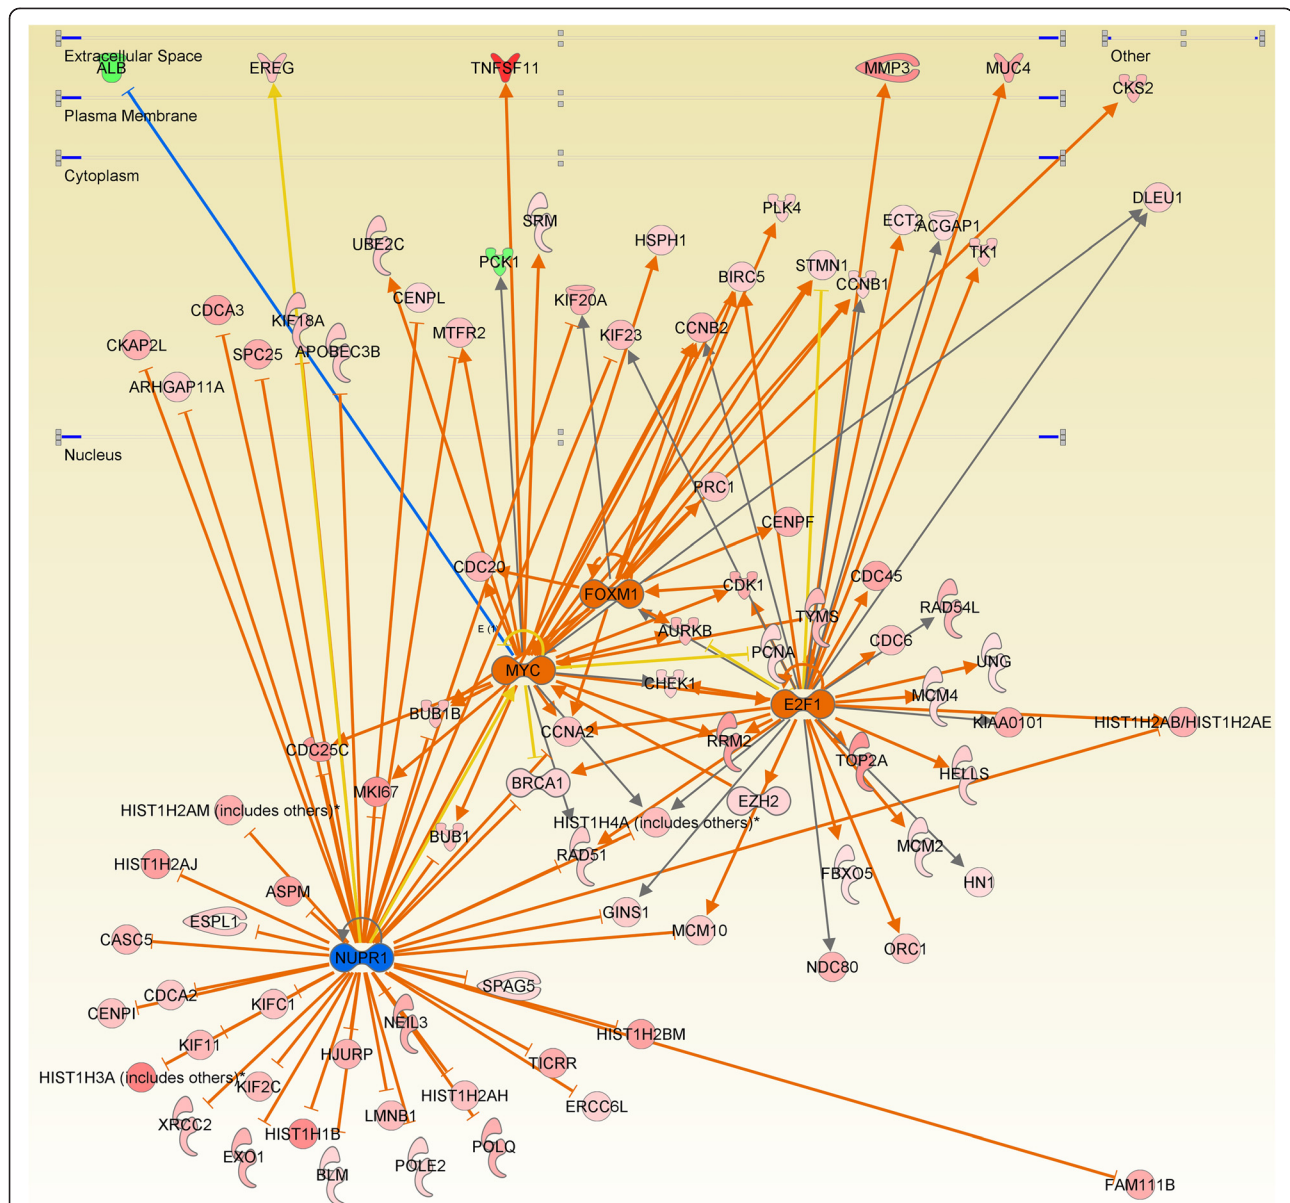 Extracellular Space
Other
ALB
EREG
TNFSF11
MMP3
MUC4
CKS2
Plasma Membrane
Cytoplasm
DLEU1
PLK4
SRM
ECT2
ACGAP1
UBE2C
HSPH1
TK1
PCK1
STMN1
BIRC5
CCNB1
CENPL
KIF20A
CDCA3
KIF18A
MTFR2
KIF23
CCNB2
CKAP2L
SPC25
APOBEC3B
ARHGAP11A
Nucleus
PRC1
CENPF
CDC20
FOXM1
CDK1
CDC45
RAD54L
TYMS
E (1
AURKB
CDC6
PCNA
UNG
MYC
CHEK1
MCM4
E2F1
BUB1B
KIAA0101
HIST1H2AB/HIST1H2AE
CCNA2
RRM2
CDC25C
TOP2A
HELLS
BRCA1
MKI67
EZH2
HIST1H2AM (includes others)*
HIST1H4A (includes others)*
BUB1
RAD51
MCM2
HIST1H2AJ
FBXO5
HN1
ASPM
ESPL1
GINS1
CASC5
MCM10
ORC1
NUPR1
NDC80
SPAG5
CDCA2
KIFC1
CENPI
NEIL3
HIST1H2BM
KIF11
HJURP
TICRR
HIST1H3A (includes others)*
KIF2C
HIST1H2AH
ERCC6L
LMNB1
XRCC2
HIST1H1B
POLQ
EXO1
POLE2
BLM
FAM111B